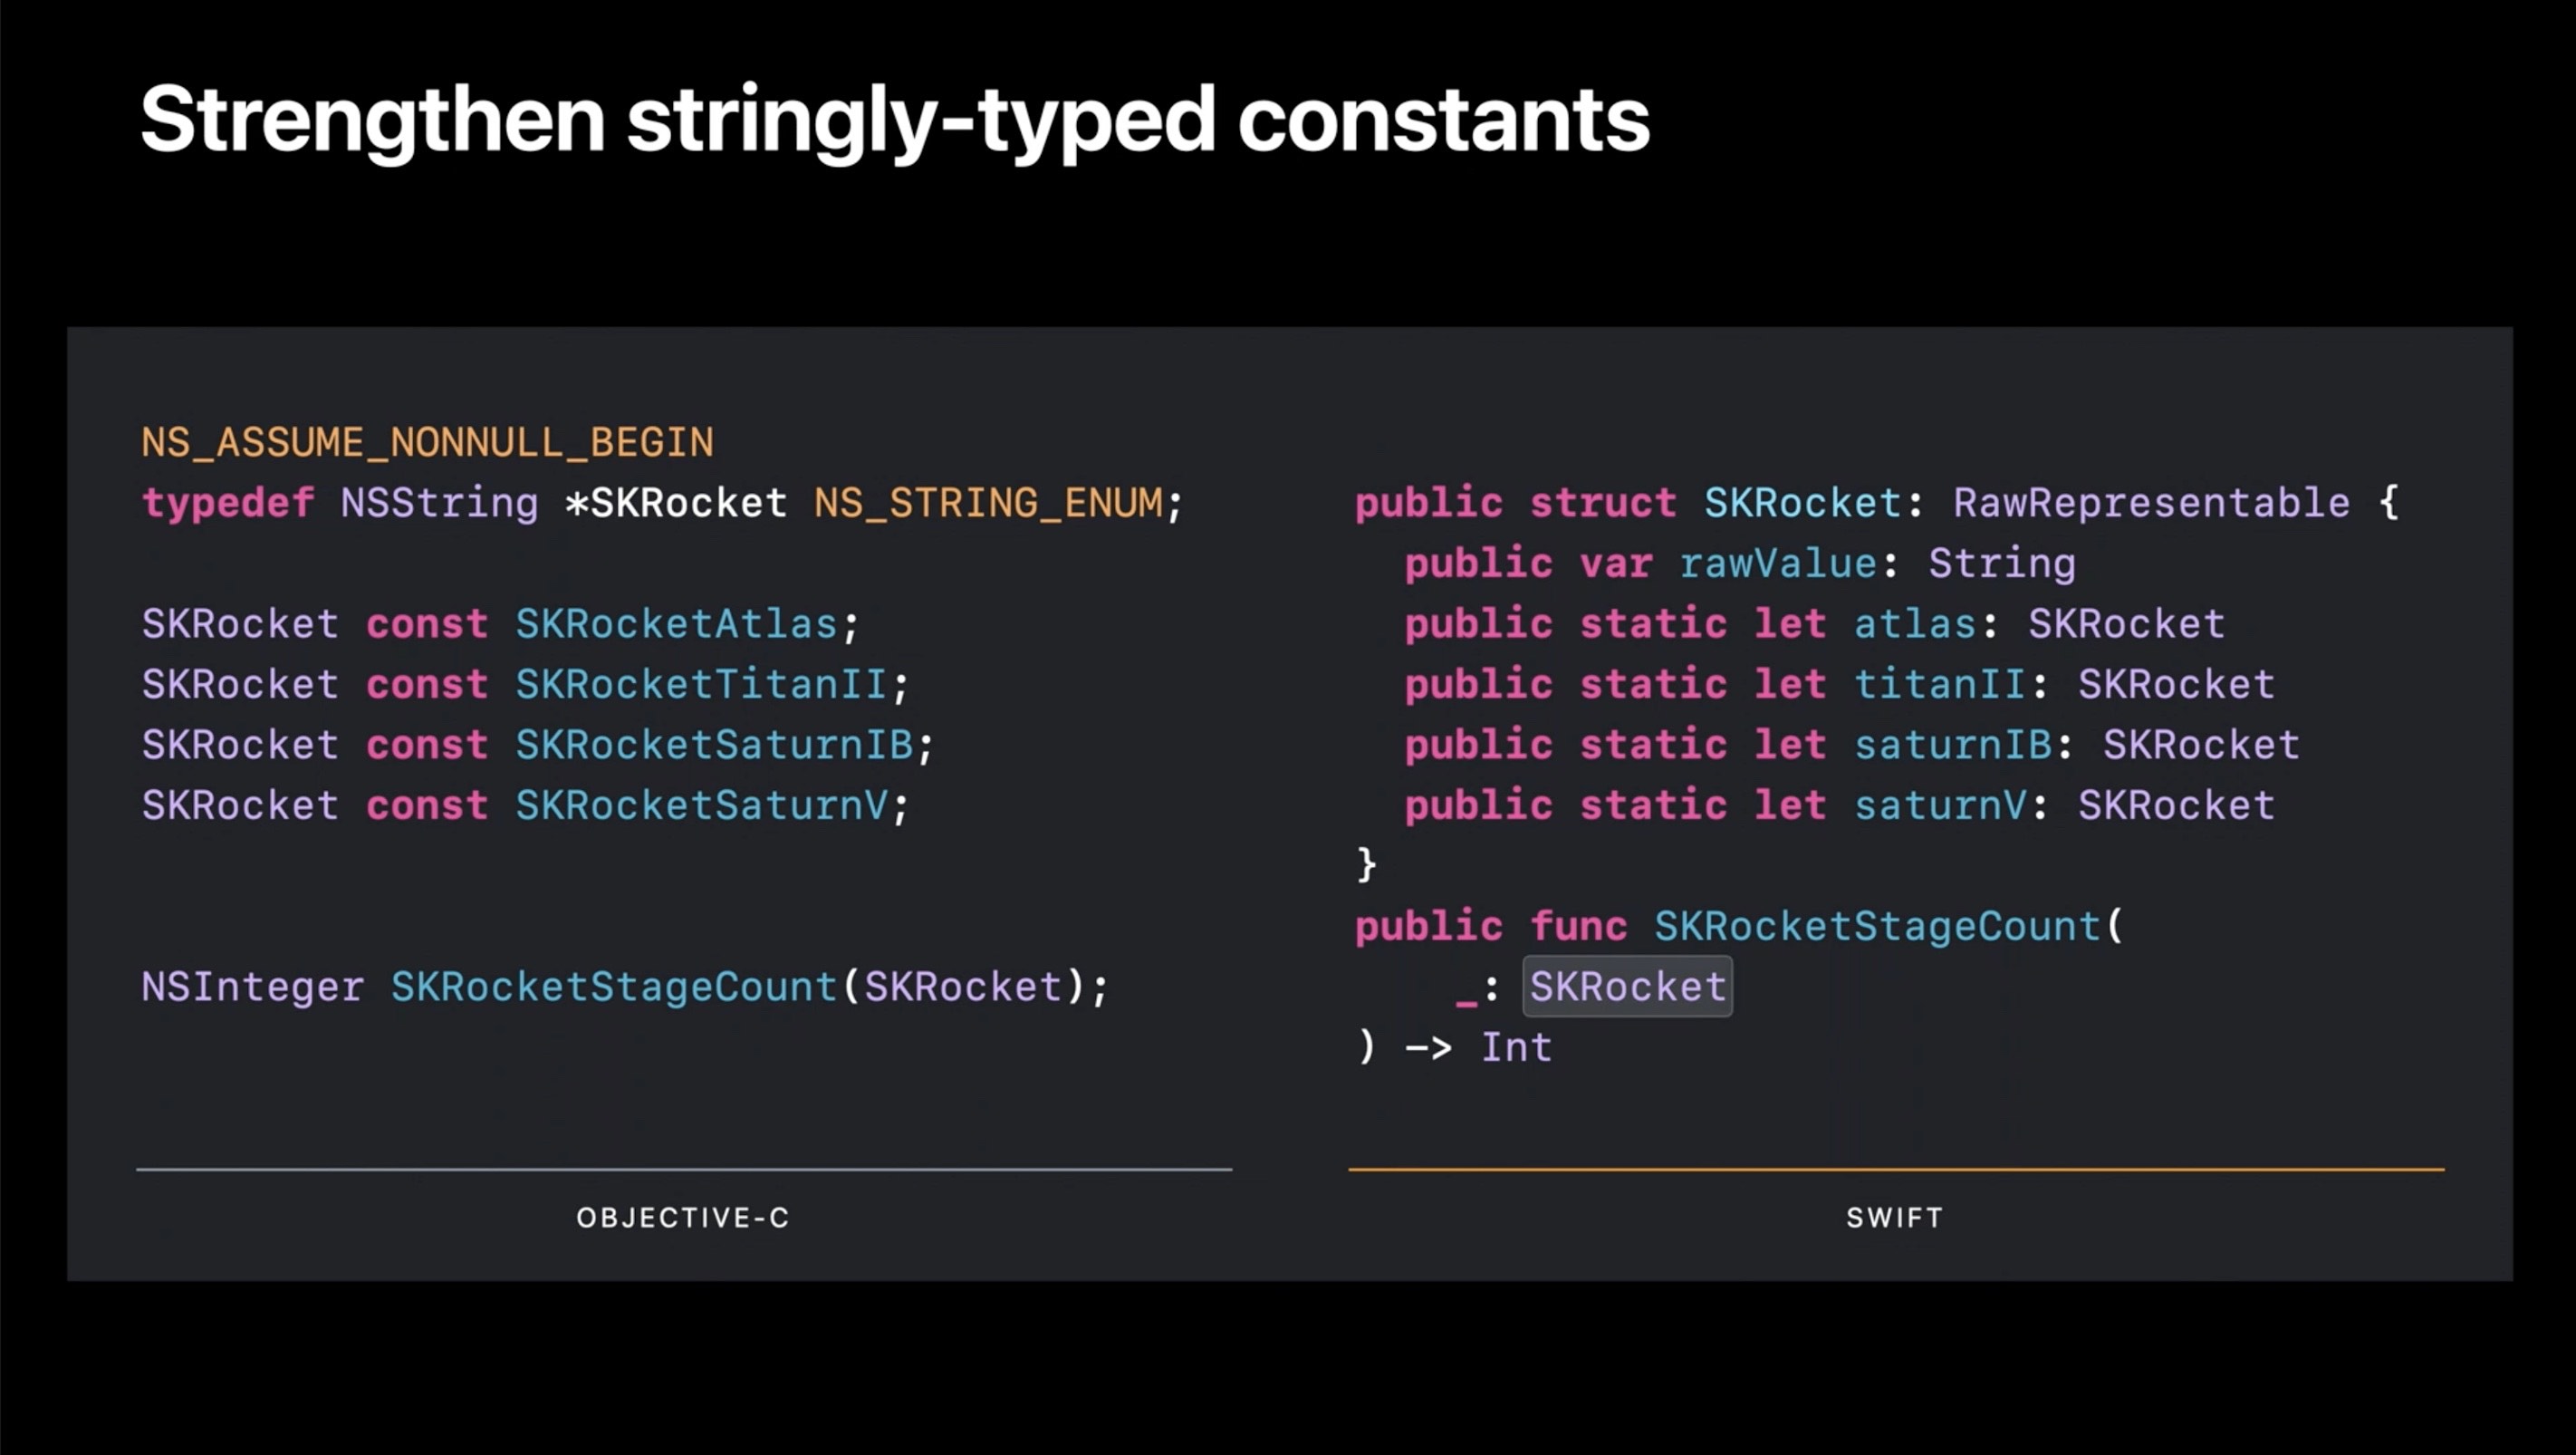 Strengthen stringly-typed constants
NS_ASSUME_NONNULL_BEGIN
typedef NSString *SKRocket NS_STRING_ENUM;
SKRocket const SKRocketAtlas;
SKRocket const SKRocketTitanII;
SKRocket const SKRocketSaturnIB;
SKRocket const SKRocketSaturnV;
NSInteger SKRocketStageCount(SKRocket);
OBJECTIVE-C
public struct SKRocket: RawRepresentable {
public var rawValue: String
public static let atlas: SKRocket
public static let titanII: SKRocket
public static let saturnIB: SKRocket
public static let saturnV: SKRocket
}
public func SKRocketStageCount(
_: SKRocket
) -> Int
SWIFT